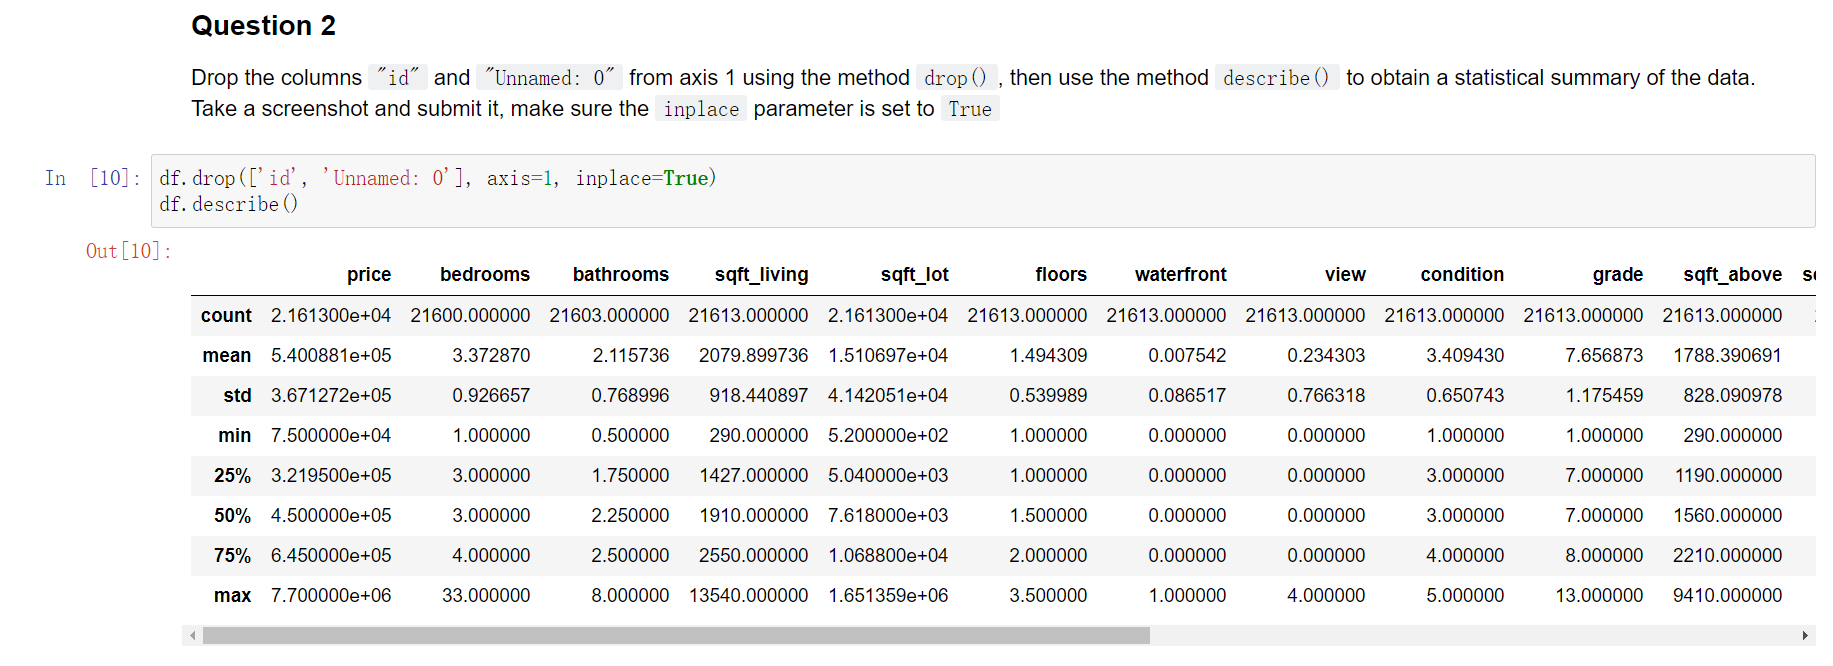 Question 2
Drop the columns "id" and "Unnamed: 0" from axis 1 using the method drop() , then use the method describe() to obtain a statistical summary of the data.
Take a screenshot and submit it, make sure the inplace parameter is set to True
In [10]: df.drop(['id', 'Unnamed: 0'], axis=1, inplace=True)
df.describe()
Out[10]:
price bedrooms bathrooms sqft_living sqft_lot floors waterfront view condition grade sqft_above
count 2.161300e+04 21600.000000 21603.000000 21613.000000 2.161300e+04 21613.000000 21613.000000 21613.000000 21613.000000 21613.000000 21613.000000
mean 5.400881e+05 3.372870 2.115736 2079.899736 1.510697e+04 1.494309 0.007542 0.234303 3.409430 7.656873 1788.390691
std 3.671272e+05 0.926657 0.768996 918.440897 4.142051e+04 0.539989 0.086517 0.766318 0.650743 1.175459 828.090978
min 7.500000e+04 1.000000 0.500000 290.000000 5.200000e+02 1.000000 0.000000 0.000000 1.000000 1.000000 290.000000
25% 3.219500e+05 3.000000 1.750000 1427.000000 5.040000e+03 1.000000 0.000000 0.000000 3.000000 7.000000 1190.000000
50% 4.500000e+05 3.000000 2.250000 1910.000000 7.618000e+03 1.500000 0.000000 0.000000 3.000000 7.000000 1560.000000
75% 6.450000e+05 4.000000 2.500000 2550.000000 1.068800e+04 2.000000 0.000000 0.000000 4.000000 8.000000 2210.000000
max 7.700000e+06 33.000000 8.000000 13540.000000 1.651359e+06 3.500000 1.000000 4.000000 5.000000 13.000000 9410.000000